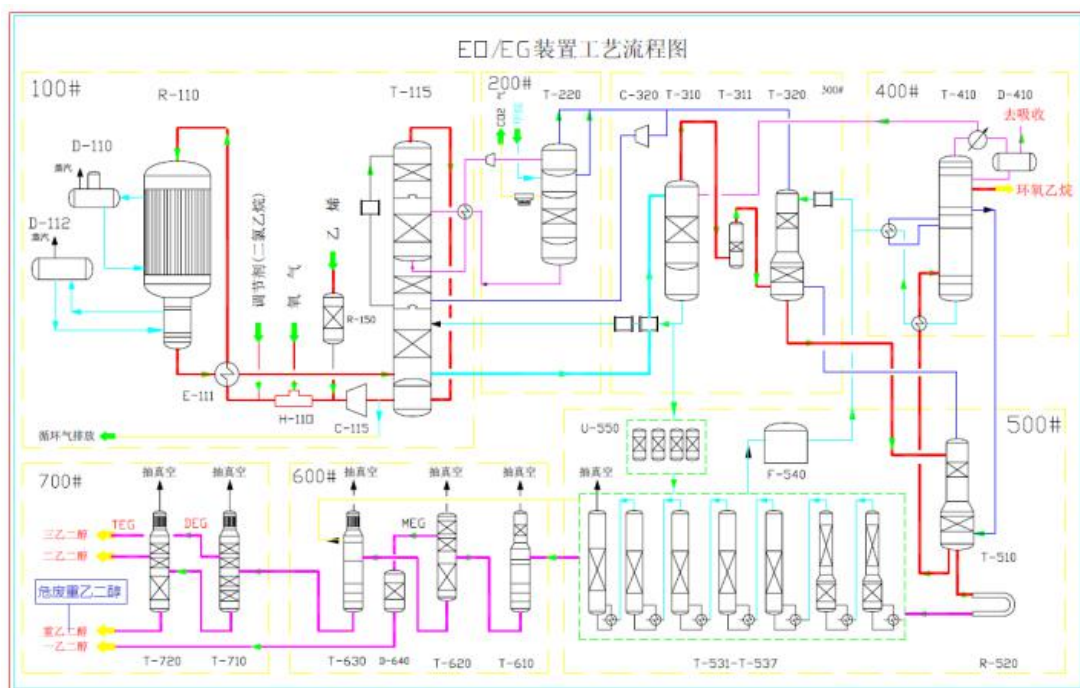 EO/EG装置工艺流程图
100#
R-110
T-115
D-110
蒸汽
D-112
蒸汽
调节剂(二氯乙烷)
氧 气
乙 烯
R-150
E-111
H-110
C-115
循环气排放
200#
CO2
T-220
C-320
T-310
T-311
T-320
300#
400#
T-410
D-410
去吸收
环氧乙烷
U-550
F-540
500#
T-510
T-531-T-537
R-520
抽真空
600#
抽真空
抽真空
抽真空
MEG
T-630
D-640
T-620
T-610
700#
抽真空
抽真空
TEG
DEG
三乙二醇
二乙二醇
危废重乙二醇
重乙二醇
一乙二醇
T-720
T-710